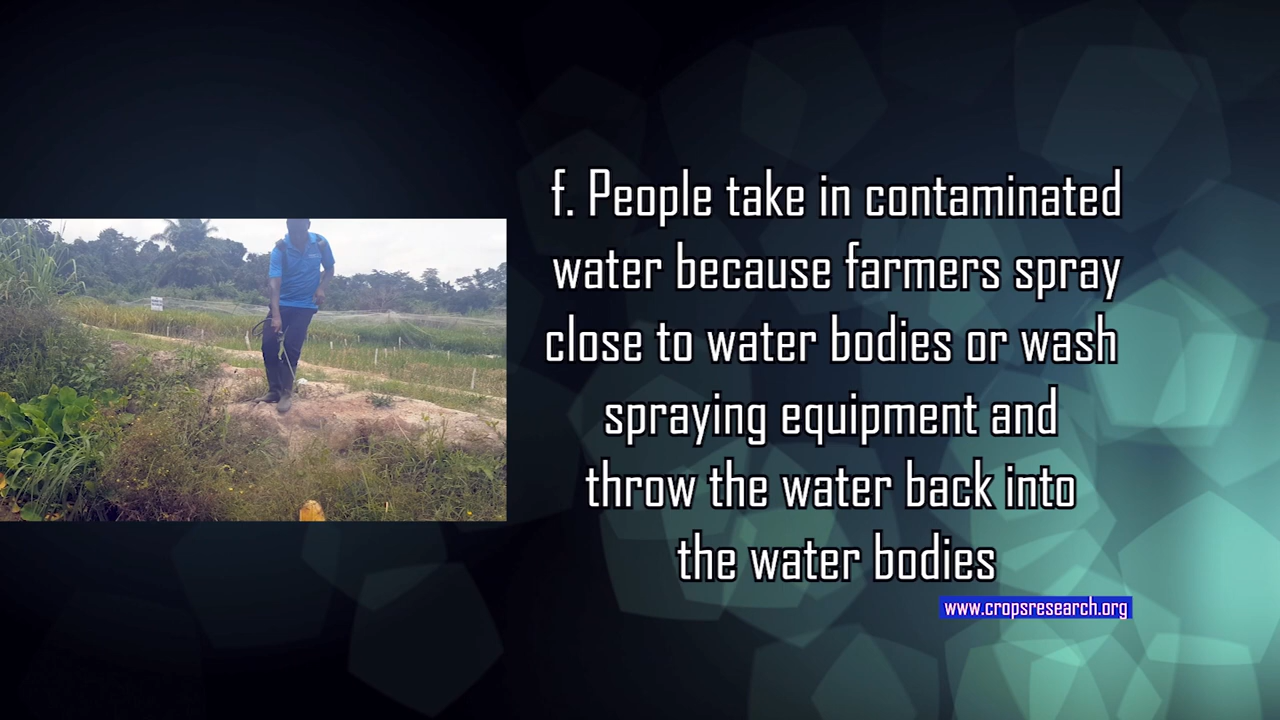 f. People take in contaminated
water because farmers spray
close to water bodies or wash
spraying equipment and
throw the water back into
the water bodies
www.cropsresearch.org